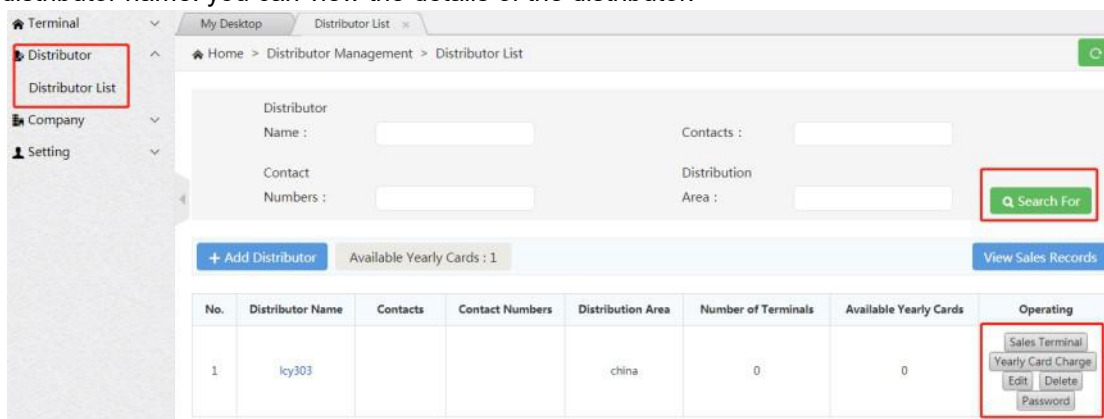 distributor name. you can view the details of the distributor.
Terminal
My Desktop
Distributor List ×
Distributor
Home > Distributor Management > Distributor List
Distributor List
Company
Setting
Distributor
Name :
Contacts :
Contact
Numbers :
Distribution
Area :
Search For
+ Add Distributor
Available Yearly Cards : 1
View Sales Records
No. Distributor Name Contacts Contact Numbers Distribution Area Number of Terminals Available Yearly Cards Operating
1 lcy303 china 0 0
Sales Terminal
Yearly Card Charge
Edit Delete
Password